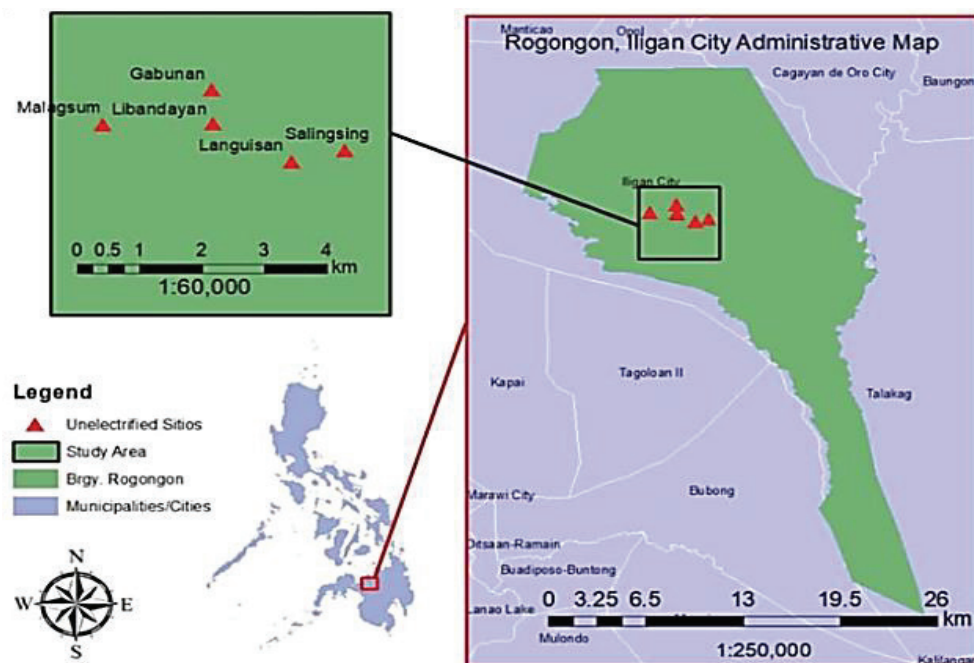 Gabunan
Malagsum
Libandayan
Languisan
Salingsing
0 0.5 1 2 3 4
km
1:60,000
Legend
Unelectrified Sitios
Study Area
Brgy. Rogongon
Municipalities/Cities
N
W E
S
Manticao
Opol
Rogongon, Iligan City Administrative Map
Cagayan de Oro City
Baungon
Iligan City
Kapai
Tagoloan II
Talakag
Marawi City
Bubong
Ditsaan-Ramain
Buadiposo-Buntong
Lanao Lake
0 3.25 6.5 13 19.5 26
km
Mulondo
1:250,000